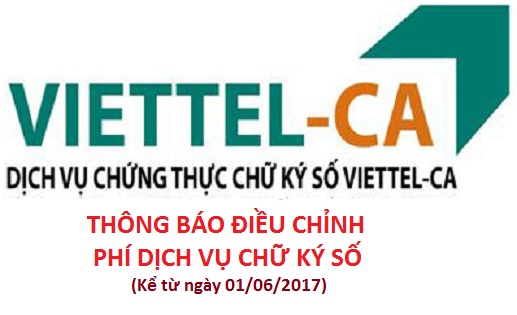 VIETTEL-CA
DỊCH VỤ CHỨNG THỰC CHỮ KÝ SỐ VIETTEL-CA
THÔNG BÁO ĐIỀU CHỈNH
PHÍ DỊCH VỤ CHỮ KÝ SỐ
(Kể từ ngày 01/06/2017)